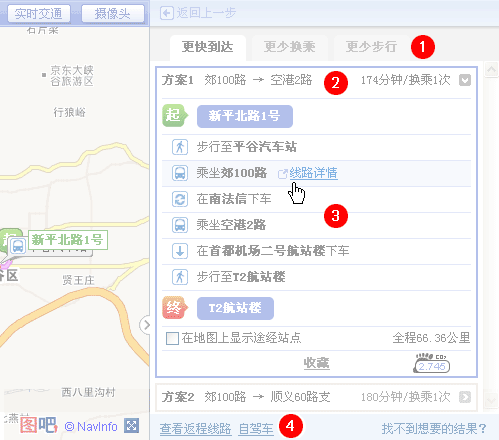 实时交通 摄像头
返回上一步
石片梁
更快到达 更少换乘 更少步行 1
京东大峡
谷旅游区
方案1 郊100路 → 空港2路 2 174分钟/换乘1次
行狼峪
起 新平北路1号
步行至平谷汽车站
乘坐郊100路 线路详情
在南法信下车
3
乘坐空港2路
新平北路1号
在首都机场二号航站楼下车
谷区
贤王庄
步行至T2航站楼
终 T2航站楼
在地图上显示途经站点 全程66.36公里
收藏 CO2 2.745
西八里沟村
方案2 郊100路 → 顺义60路支 180分钟/换乘1次
北燕村
图吧 © NavInfo
查看返程线路 自驾车 4 找不到想要的结果?